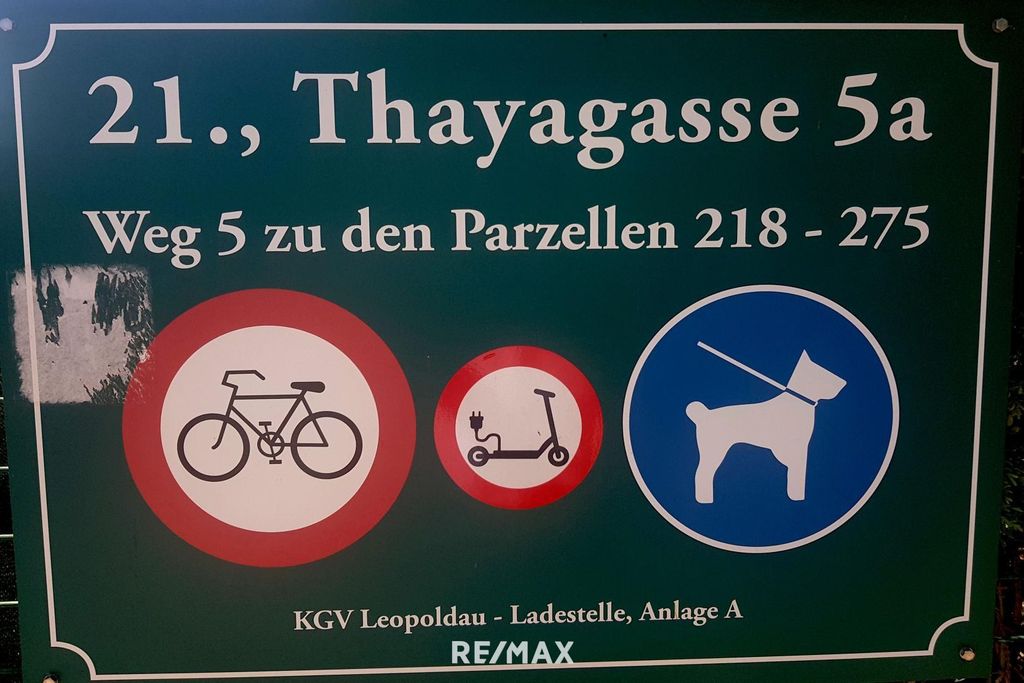 21., Thayagasse 5a
Weg 5 zu den Parzellen 218 - 275
KGV Leopoldau - Ladestelle, Anlage A
RE/MAX